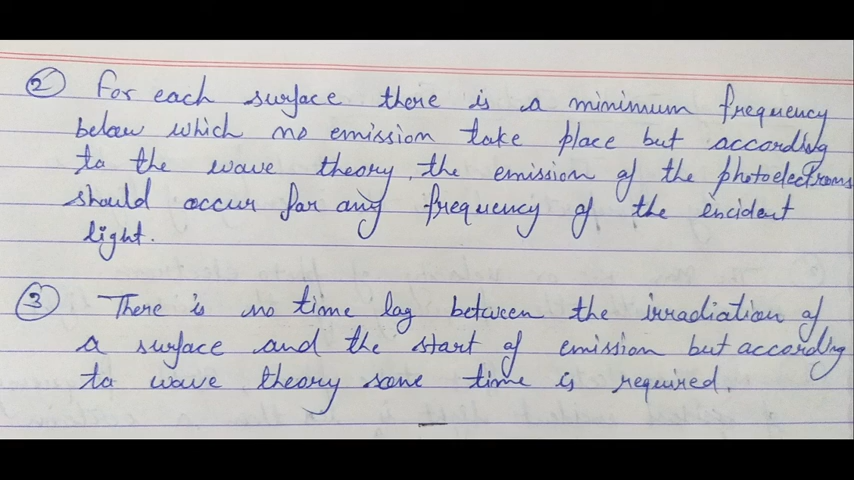 ② For each surface there is a minimum frequency
below which no emission take place but according
to the wave theory, the emission of the photoelectrons
should occur for any frequency of the incident
light.
③ There is no time lag between the irradiation of
a surface and the start of emission but according
to wave theory some time is required.